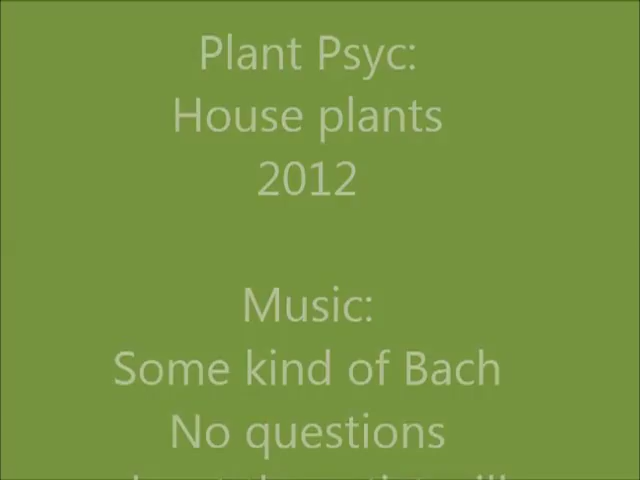 Plant Psyc:
House plants
2012
Music:
Some kind of Bach
No questions